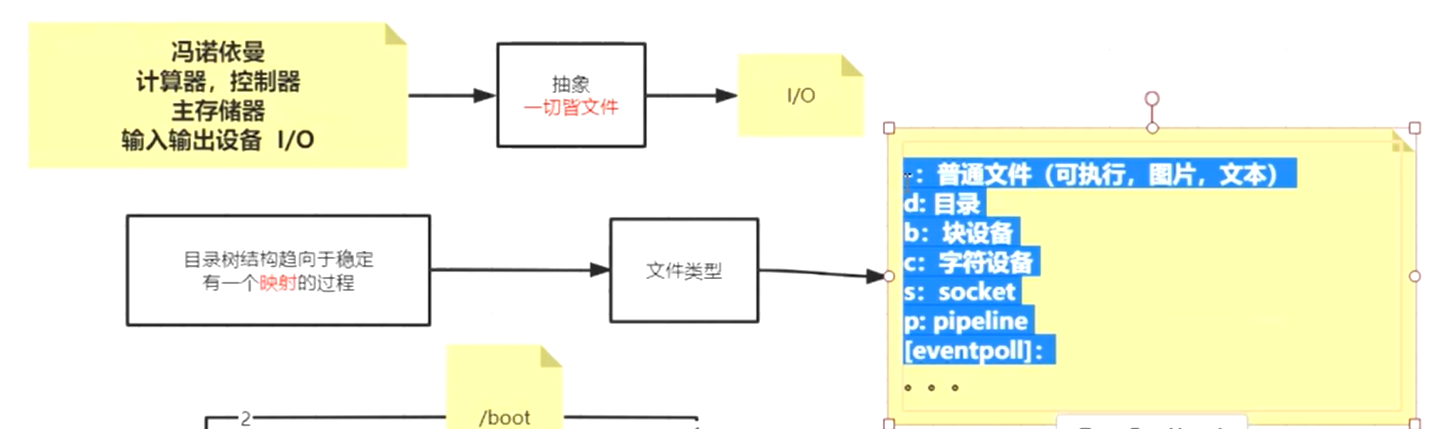 冯诺依曼
计算器，控制器
主存储器
输入输出设备 I/O
抽象
一切皆文件
I/O
目录树结构趋向于稳定
有一个映射的过程
文件类型
-：普通文件（可执行，图片，文本）
d: 目录
b：块设备
c：字符设备
s：socket
p: pipeline
[eventpoll]：
。。。
2
/boot